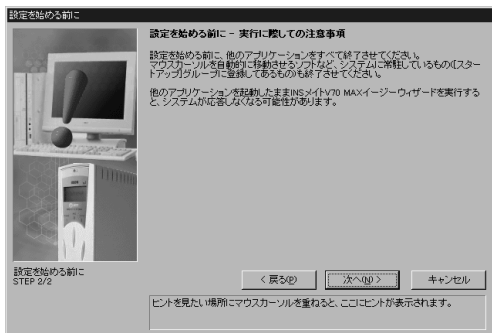 設定を始める前に
設定を始める前に - 実行に際しての注意事項
設定を始める前に、他のアプリケーションをすべて終了させてください。
マウスカーソルを自動的に移動させるソフトなど、システムに常駐しているもの([スター
トアップ]グループに登録してあるもの)も終了させてください。
他のアプリケーションを起動したままINSメイトV70 MAXイージーウィザードを実行する
と、システムが応答しなくなる可能性があります。
設定を始める前に
STEP 2/2
< 戻る(P)
次へ(N) >
キャンセル
ヒントを見たい場所にマウスカーソルを重ねると、ここにヒントが表示されます。